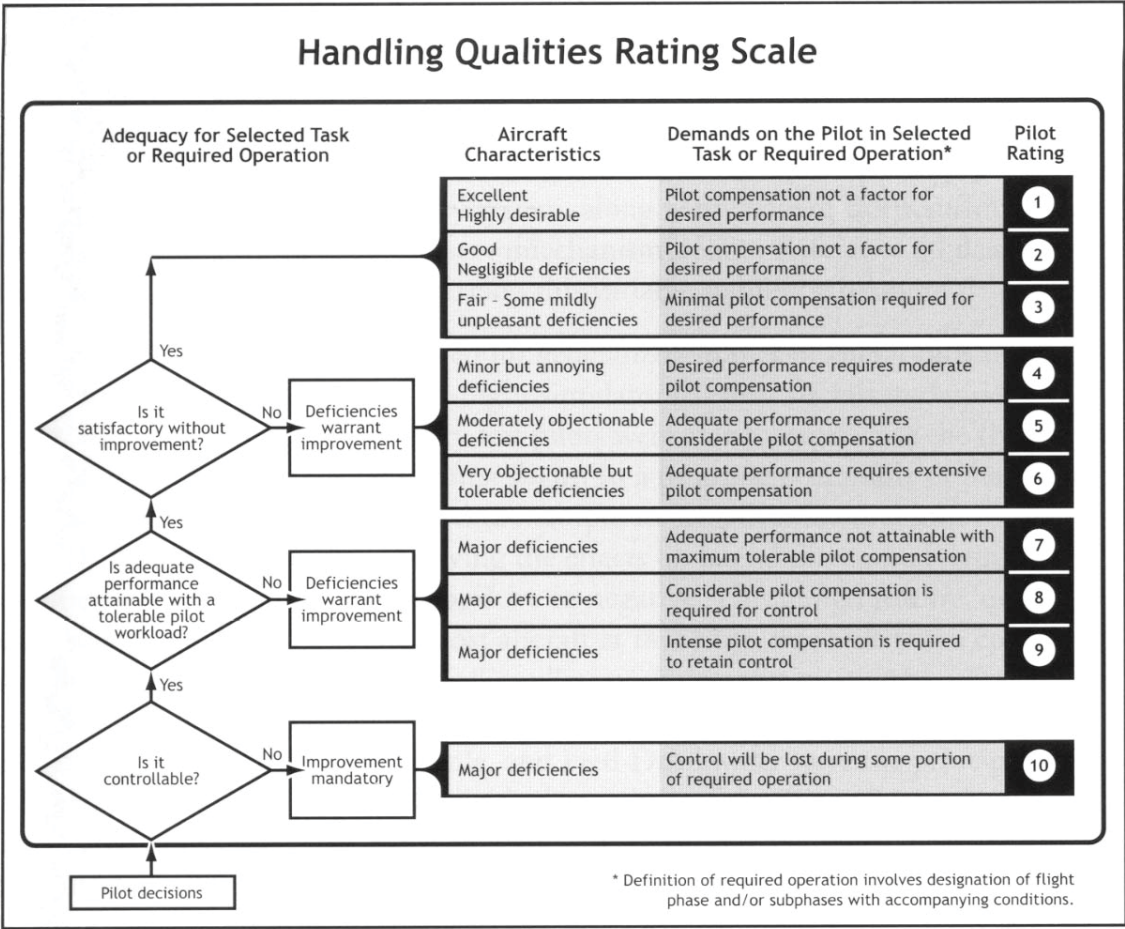 Handling Qualities Rating Scale
Adequacy for Selected Task
or Required Operation
Aircraft
Characteristics
Demands on the Pilot in Selected
Task or Required Operation*
Pilot
Rating
Excellent
Highly desirable
Pilot compensation not a factor for
desired performance
1
Good
Negligible deficiencies
Pilot compensation not a factor for
desired performance
2
Fair – Some mildly
unpleasant deficiencies
Minimal pilot compensation required for
desired performance
3
Yes
Is it
satisfactory without
improvement?
No
Deficiencies
warrant
improvement
Minor but annoying
deficiencies
Desired performance requires moderate
pilot compensation
4
Moderately objectionable
deficiencies
Adequate performance requires
considerable pilot compensation
5
Very objectionable but
tolerable deficiencies
Adequate performance requires extensive
pilot compensation
6
Yes
Is adequate
performance
attainable with a
tolerable pilot
workload?
No
Deficiencies
warrant
improvement
Major deficiencies
Adequate performance not attainable with
maximum tolerable pilot compensation
7
Major deficiencies
Considerable pilot compensation is
required for control
8
Major deficiencies
Intense pilot compensation is required
to retain control
9
Yes
Is it
controllable?
No
Improvement
mandatory
Major deficiencies
Control will be lost during some portion
of required operation
10
Pilot decisions
* Definition of required operation involves designation of flight
phase and/or subphases with accompanying conditions.